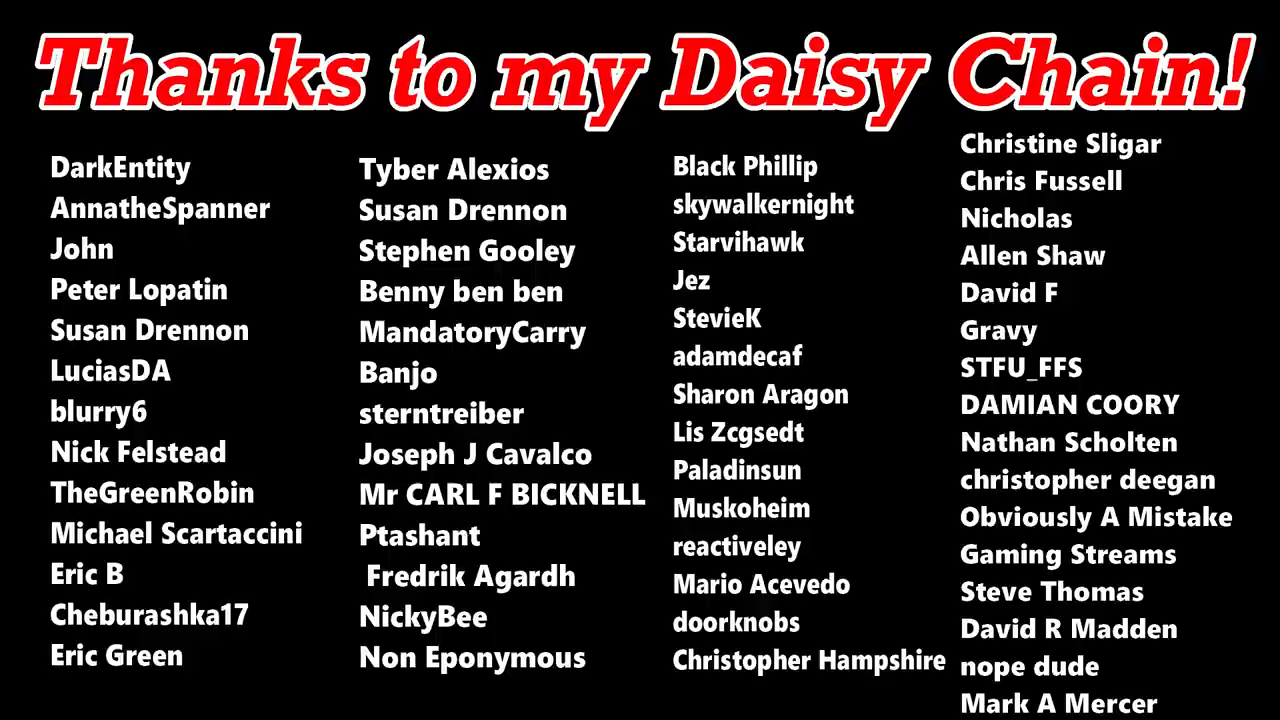 Thanks to my Daisy Chain!
DarkEntity
AnnatheSpanner
John
Peter Lopatin
Susan Drennon
LuciasDA
blurry6
Nick Felstead
TheGreenRobin
Michael Scartaccini
Eric B
Cheburashka17
Eric Green
Tyber Alexios
Susan Drennon
Stephen Gooley
Benny ben ben
MandatoryCarry
Banjo
sterntreiber
Joseph J Cavalco
Mr CARL F BICKNELL
Ptashant
Fredrik Agardh
NickyBee
Non Eponymous
Black Phillip
skywalkernight
Starvihawk
Jez
StevieK
adamdecaf
Sharon Aragon
Lis Zcgsedt
Paladinsun
Muskoheim
reactiveley
Mario Acevedo
doorknobs
Christopher Hampshire
Christine Sligar
Chris Fussell
Nicholas
Allen Shaw
David F
Gravy
STFU_FFS
DAMIAN COORY
Nathan Scholten
christopher deegan
Obviously A Mistake
Gaming Streams
Steve Thomas
David R Madden
nope dude
Mark A Mercer